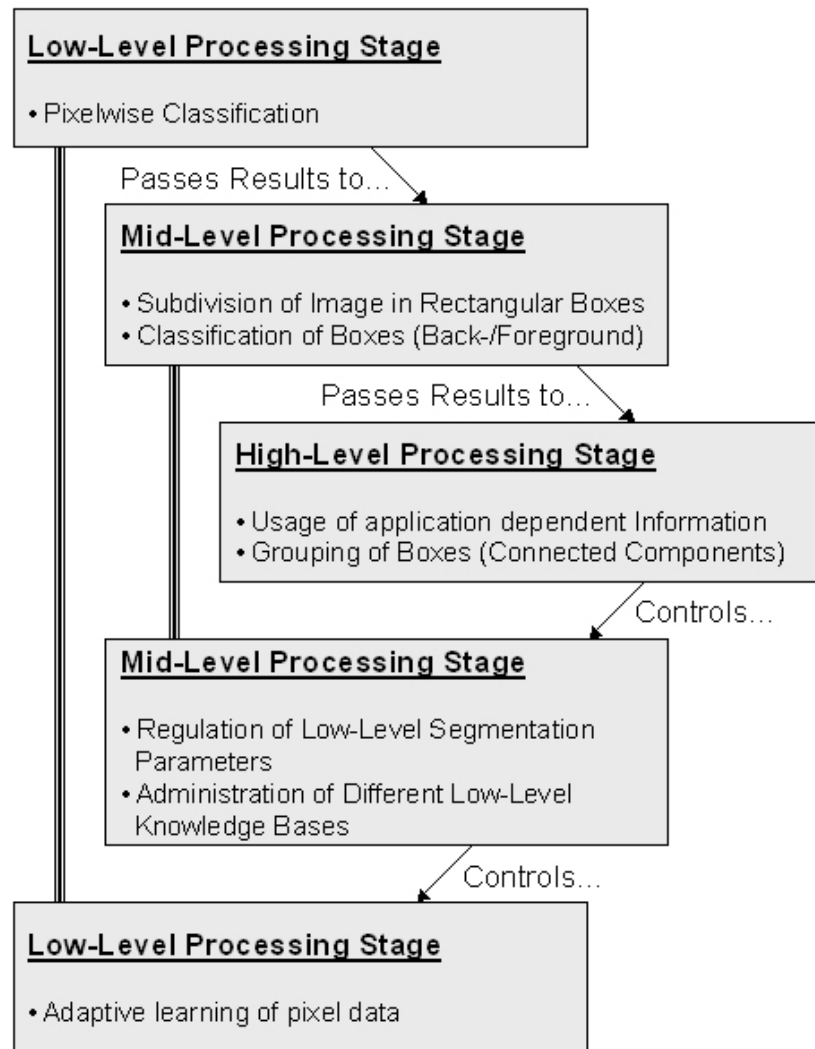 Low-Level Processing Stage
• Pixelwise Classification
Passes Results to...
Mid-Level Processing Stage
• Subdivision of Image in Rectangular Boxes
• Classification of Boxes (Back-/Foreground)
Passes Results to...
High-Level Processing Stage
• Usage of application dependent Information
• Grouping of Boxes (Connected Components)
Controls...
Mid-Level Processing Stage
• Regulation of Low-Level Segmentation
Parameters
• Administration of Different Low-Level
Knowledge Bases
Controls...
Low-Level Processing Stage
• Adaptive learning of pixel data